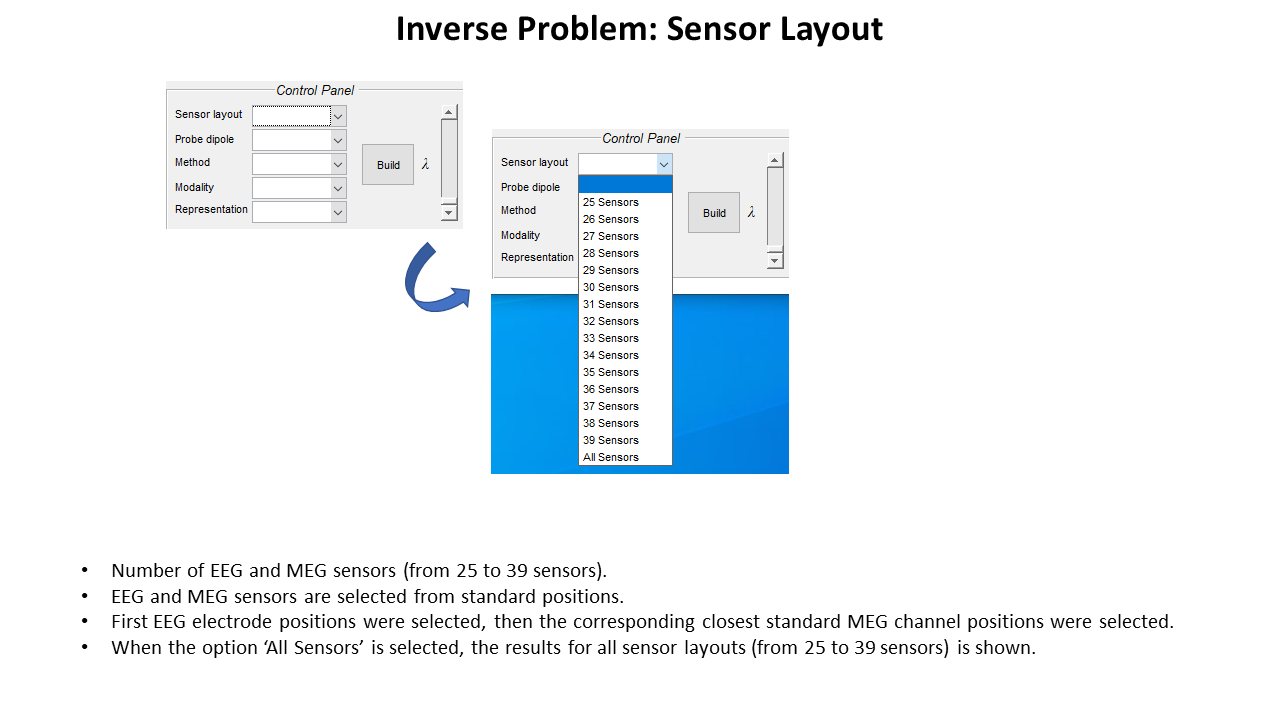 Inverse Problem: Sensor Layout
Control Panel
Sensor layout
Probe dipole
Method
Modality
Representation
Build
λ
Control Panel
Sensor layout
Probe dipole
Method
Modality
Representation
25 Sensors
26 Sensors
27 Sensors
28 Sensors
29 Sensors
30 Sensors
31 Sensors
32 Sensors
33 Sensors
34 Sensors
35 Sensors
36 Sensors
37 Sensors
38 Sensors
39 Sensors
All Sensors
Build
λ
• Number of EEG and MEG sensors (from 25 to 39 sensors).
• EEG and MEG sensors are selected from standard positions.
• First EEG electrode positions were selected, then the corresponding closest standard MEG channel positions were selected.
• When the option ‘All Sensors’ is selected, the results for all sensor layouts (from 25 to 39 sensors) is shown.